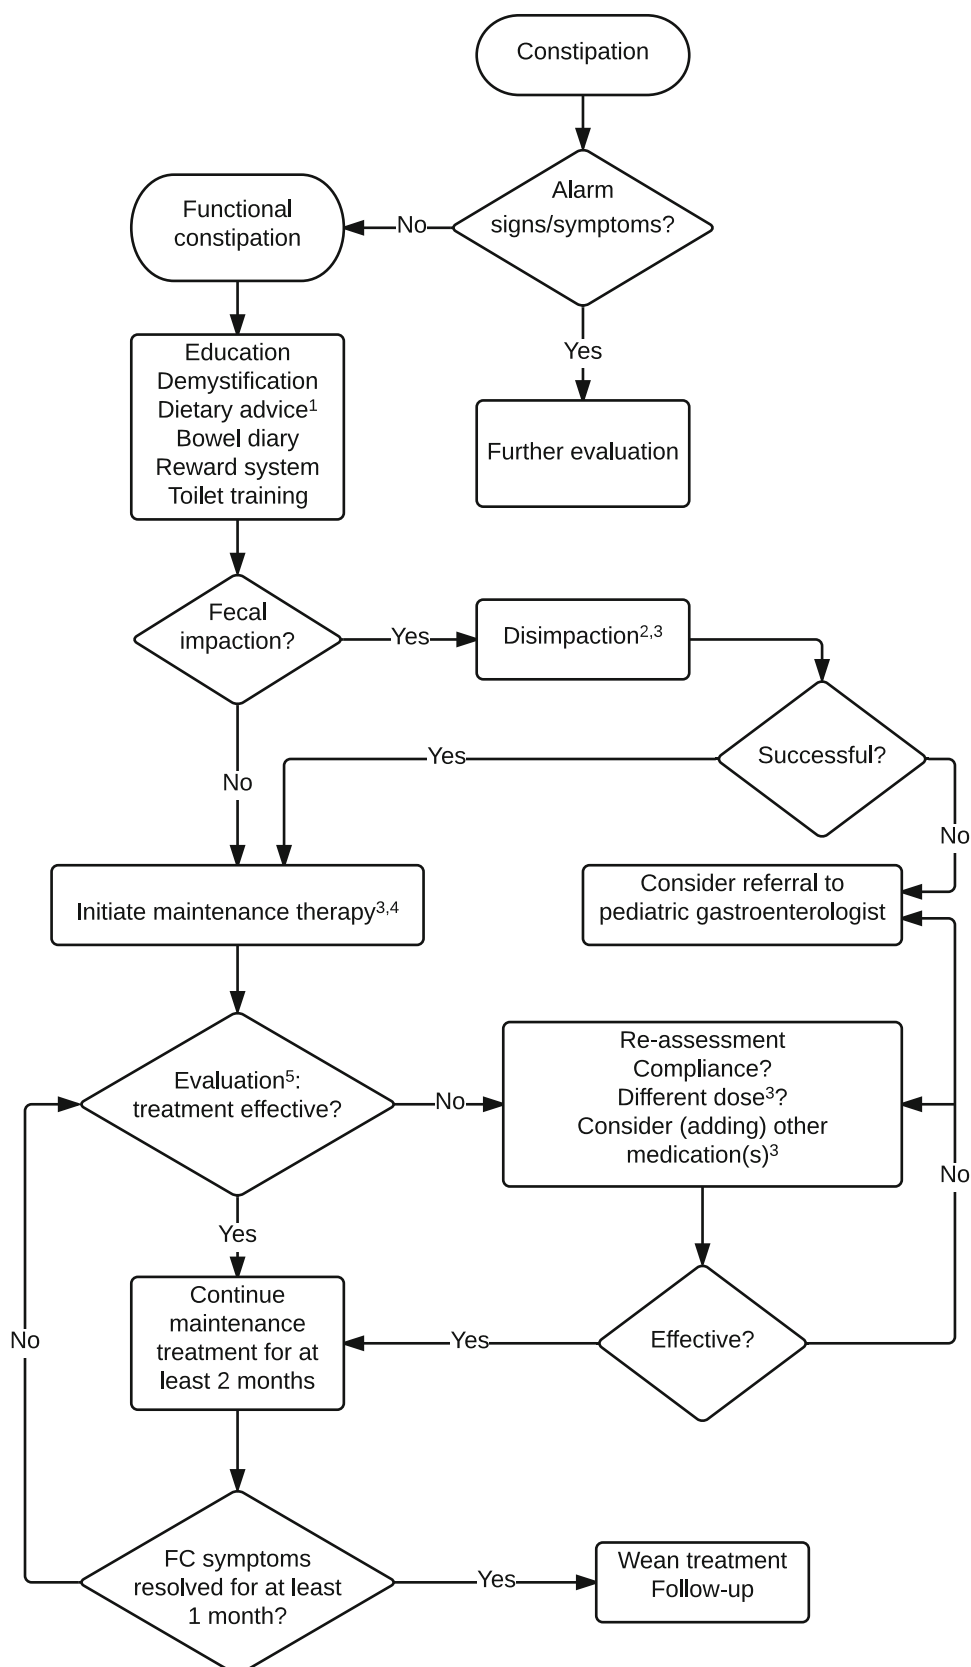 Constipation
Alarm
signs/symptoms?
No
Functional
constipation
Yes
Education
Demystification
Dietary advice¹
Bowel diary
Reward system
Toilet training
Further evaluation
Fecal
impaction?
Yes
Disimpaction²,³
Successful?
Yes
No
No
Initiate maintenance therapy³,⁴
Consider referral to
pediatric gastroenterologist
Evaluation⁵:
treatment effective?
No
Re-assessment
Compliance?
Different dose³?
Consider (adding) other
medication(s)³
No
Yes
Continue
maintenance
treatment for at
least 2 months
Yes
Effective?
No
FC symptoms
resolved for at least
1 month?
Yes
Wean treatment
Follow-up